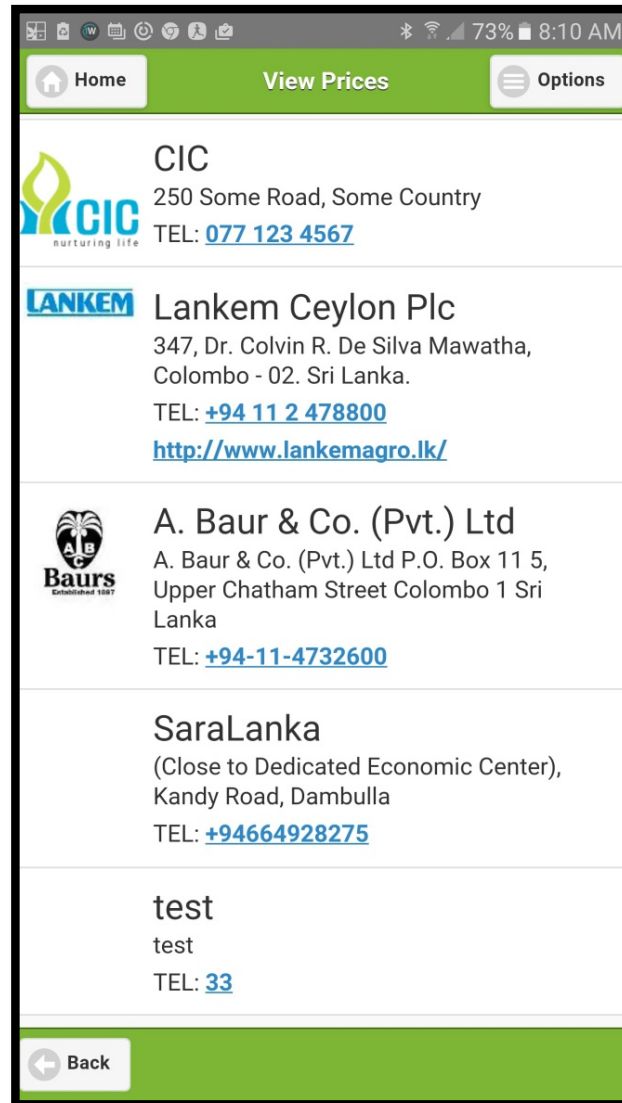 73% 8:10 AM
Home
View Prices
Options
CIC
nurturing life
CIC
250 Some Road, Some Country
TEL: 077 123 4567
LANKEM
Lankem Ceylon Plc
347, Dr. Colvin R. De Silva Mawatha,
Colombo - 02. Sri Lanka.
TEL: +94 11 2 478800
http://www.lankemagro.lk/
A B
C
Baurs
Established 1897
A. Baur & Co. (Pvt.) Ltd
A. Baur & Co. (Pvt.) Ltd P.O. Box 11 5,
Upper Chatham Street Colombo 1 Sri
Lanka
TEL: +94-11-4732600
SaraLanka
(Close to Dedicated Economic Center),
Kandy Road, Dambulla
TEL: +94664928275
test
test
TEL: 33
Back